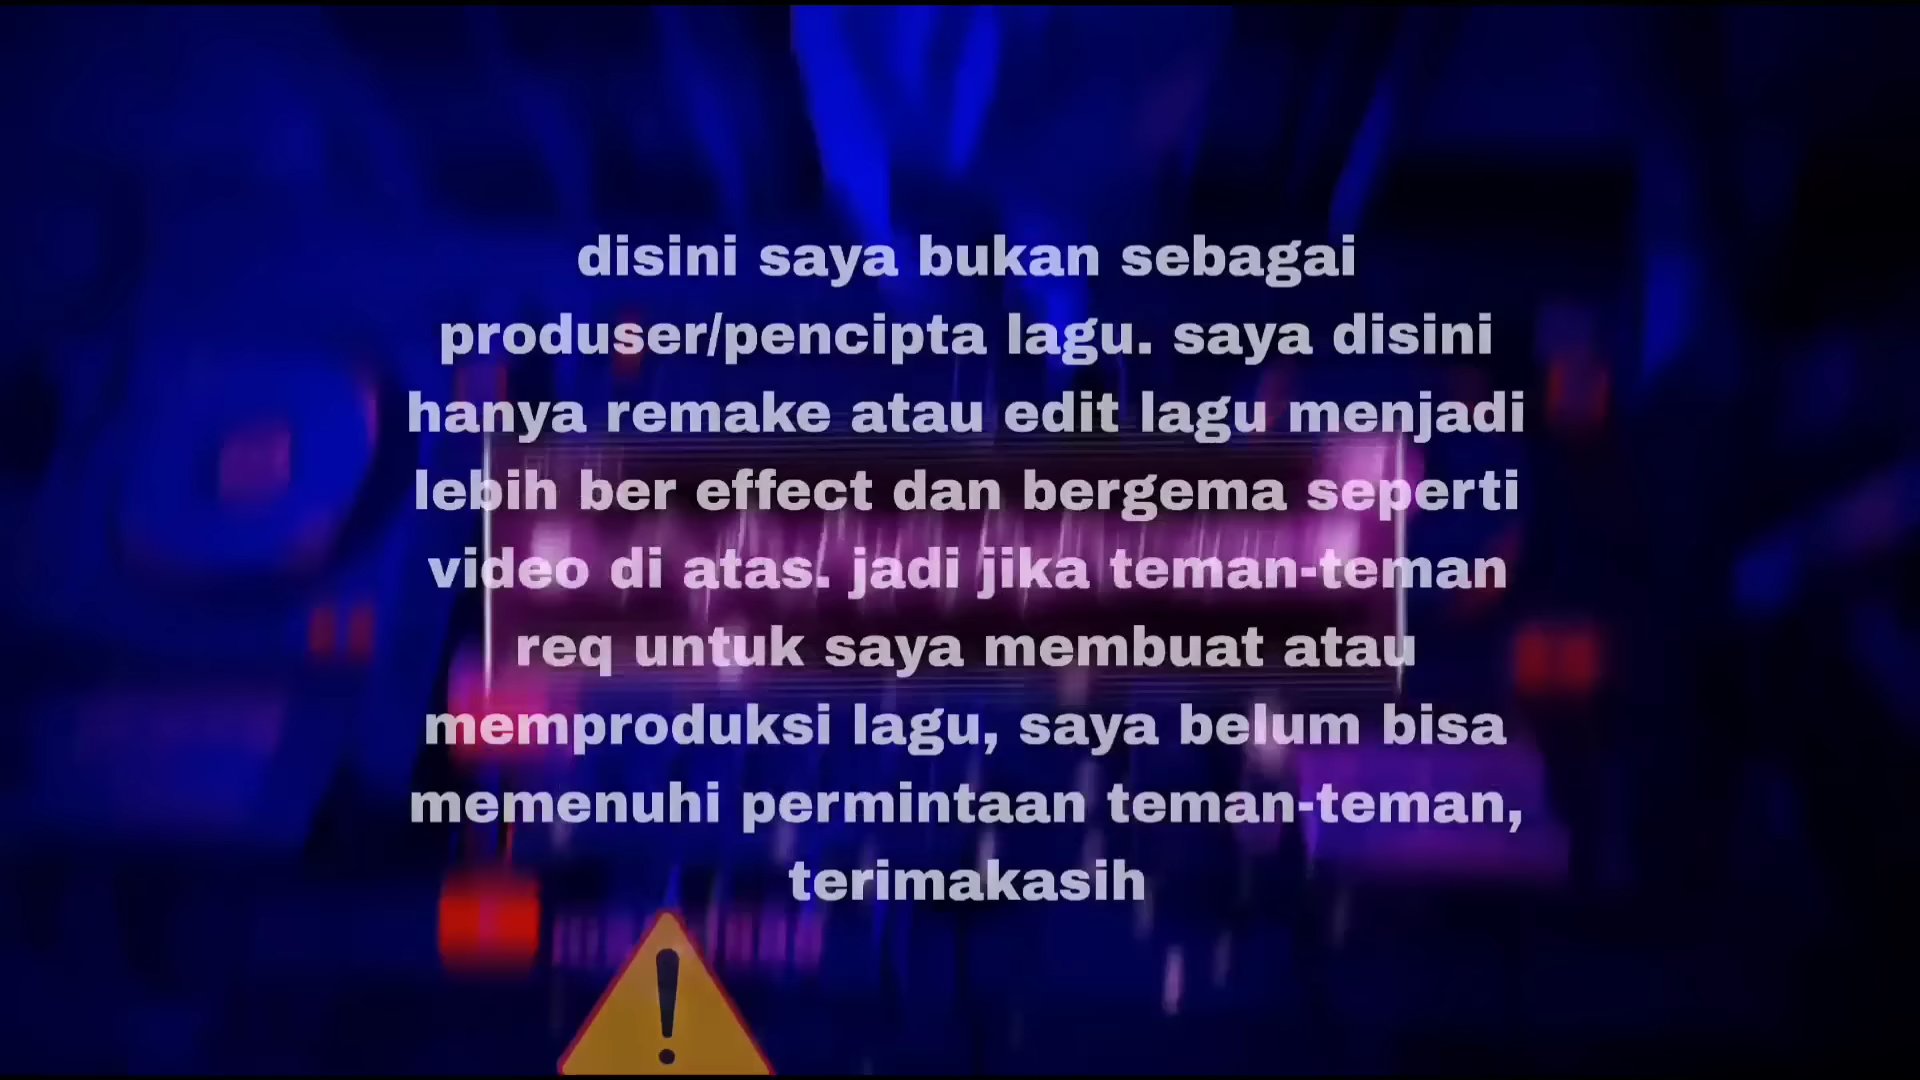 disini saya bukan sebagai
produser/pencipta lagu. saya disini
hanya remake atau edit lagu menjadi
lebih ber effect dan bergema seperti
video di atas. jadi jika teman-teman
req untuk saya membuat atau
memproduksi lagu, saya belum bisa
memenuhi permintaan teman-teman,
terimakasih
!